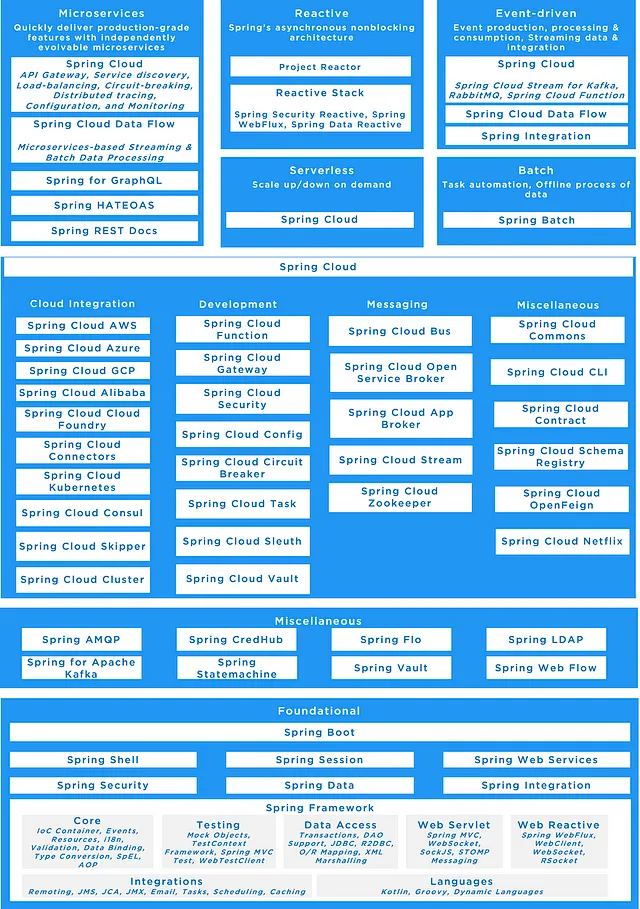 Microservices
Quickly deliver production-grade
features with independently
evolvable microservices
Spring Cloud
API Gateway, Service discovery,
Load-balancing, Circuit-breaking,
Distributed tracing,
Configuration, and Monitoring
Spring Cloud Data Flow
Microservices-based Streaming &
Batch Data Processing
Spring for GraphQL
Spring HATEOAS
Spring REST Docs
Reactive
Spring's asynchronous nonblocking
architecture
Project Reactor
Reactive Stack
Spring Security Reactive, Spring
WebFlux, Spring Data Reactive
Event-driven
Event production, processing &
consumption, Streaming data &
integration
Spring Cloud
Spring Cloud Stream for Kafka,
RabbitMQ, Spring Cloud Function
Spring Cloud Data Flow
Spring Integration
Serverless
Scale up/down on demand
Spring Cloud
Batch
Task automation, Offline process of
data
Spring Batch
Spring Cloud
Cloud Integration
Spring Cloud AWS
Spring Cloud Azure
Spring Cloud GCP
Spring Cloud Alibaba
Spring Cloud Cloud
Foundry
Spring Cloud
Connectors
Spring Cloud
Kubernetes
Spring Cloud Consul
Spring Cloud Skipper
Spring Cloud Cluster
Development
Spring Cloud
Function
Spring Cloud
Gateway
Spring Cloud
Security
Spring Cloud Config
Spring Cloud Circuit
Breaker
Spring Cloud Task
Spring Cloud Sleuth
Spring Cloud Vault
Messaging
Spring Cloud Bus
Spring Cloud Open
Service Broker
Spring Cloud App
Broker
Spring Cloud Stream
Spring Cloud
Zookeeper
Miscellaneous
Spring Cloud
Commons
Spring Cloud CLI
Spring Cloud
Contract
Spring Cloud Schema
Registry
Spring Cloud
OpenFeign
Spring Cloud Netflix
Miscellaneous
Spring AMQP
Spring CredHub
Spring Flo
Spring LDAP
Spring for Apache
Kafka
Spring
Statemachine
Spring Vault
Spring Web Flow
Foundational
Spring Boot
Spring Shell
Spring Session
Spring Web Services
Spring Security
Spring Data
Spring Integration
Spring Framework
Core
IoC Container, Events,
Resources, i18n,
Validation, Data Binding,
Type Conversion, SpEL,
AOP
Testing
Mock Objects,
TestContext
Framework, Spring MVC
Test, WebTestClient
Data Access
Transactions, DAO
Support, JDBC, R2DBC,
O/R Mapping, XML
Marshalling
Web Servlet
Spring MVC,
WebSocket,
SockJS, STOMP
Messaging
Web Reactive
Spring WebFlux,
WebClient,
WebSocket,
RSocket
Integrations
Remoting, JMS, JCA, JMX, Email, Tasks, Scheduling, Caching
Languages
Kotlin, Groovy, Dynamic Languages